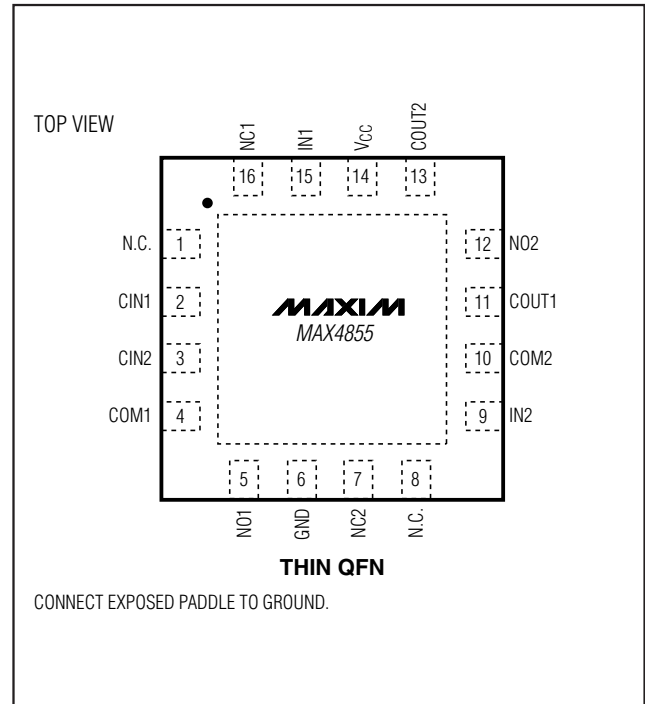 TOP VIEW
NC1
IN1
VCC
COUT2
16
15
14
13
N.C. 1
12 NO2
CIN1 2
11 COUT1
MAXIM
MAX4855
CIN2 3
10 COM2
COM1 4
9 IN2
5
6
7
8
NO1
GND
NC2
N.C.
THIN QFN
CONNECT EXPOSED PADDLE TO GROUND.